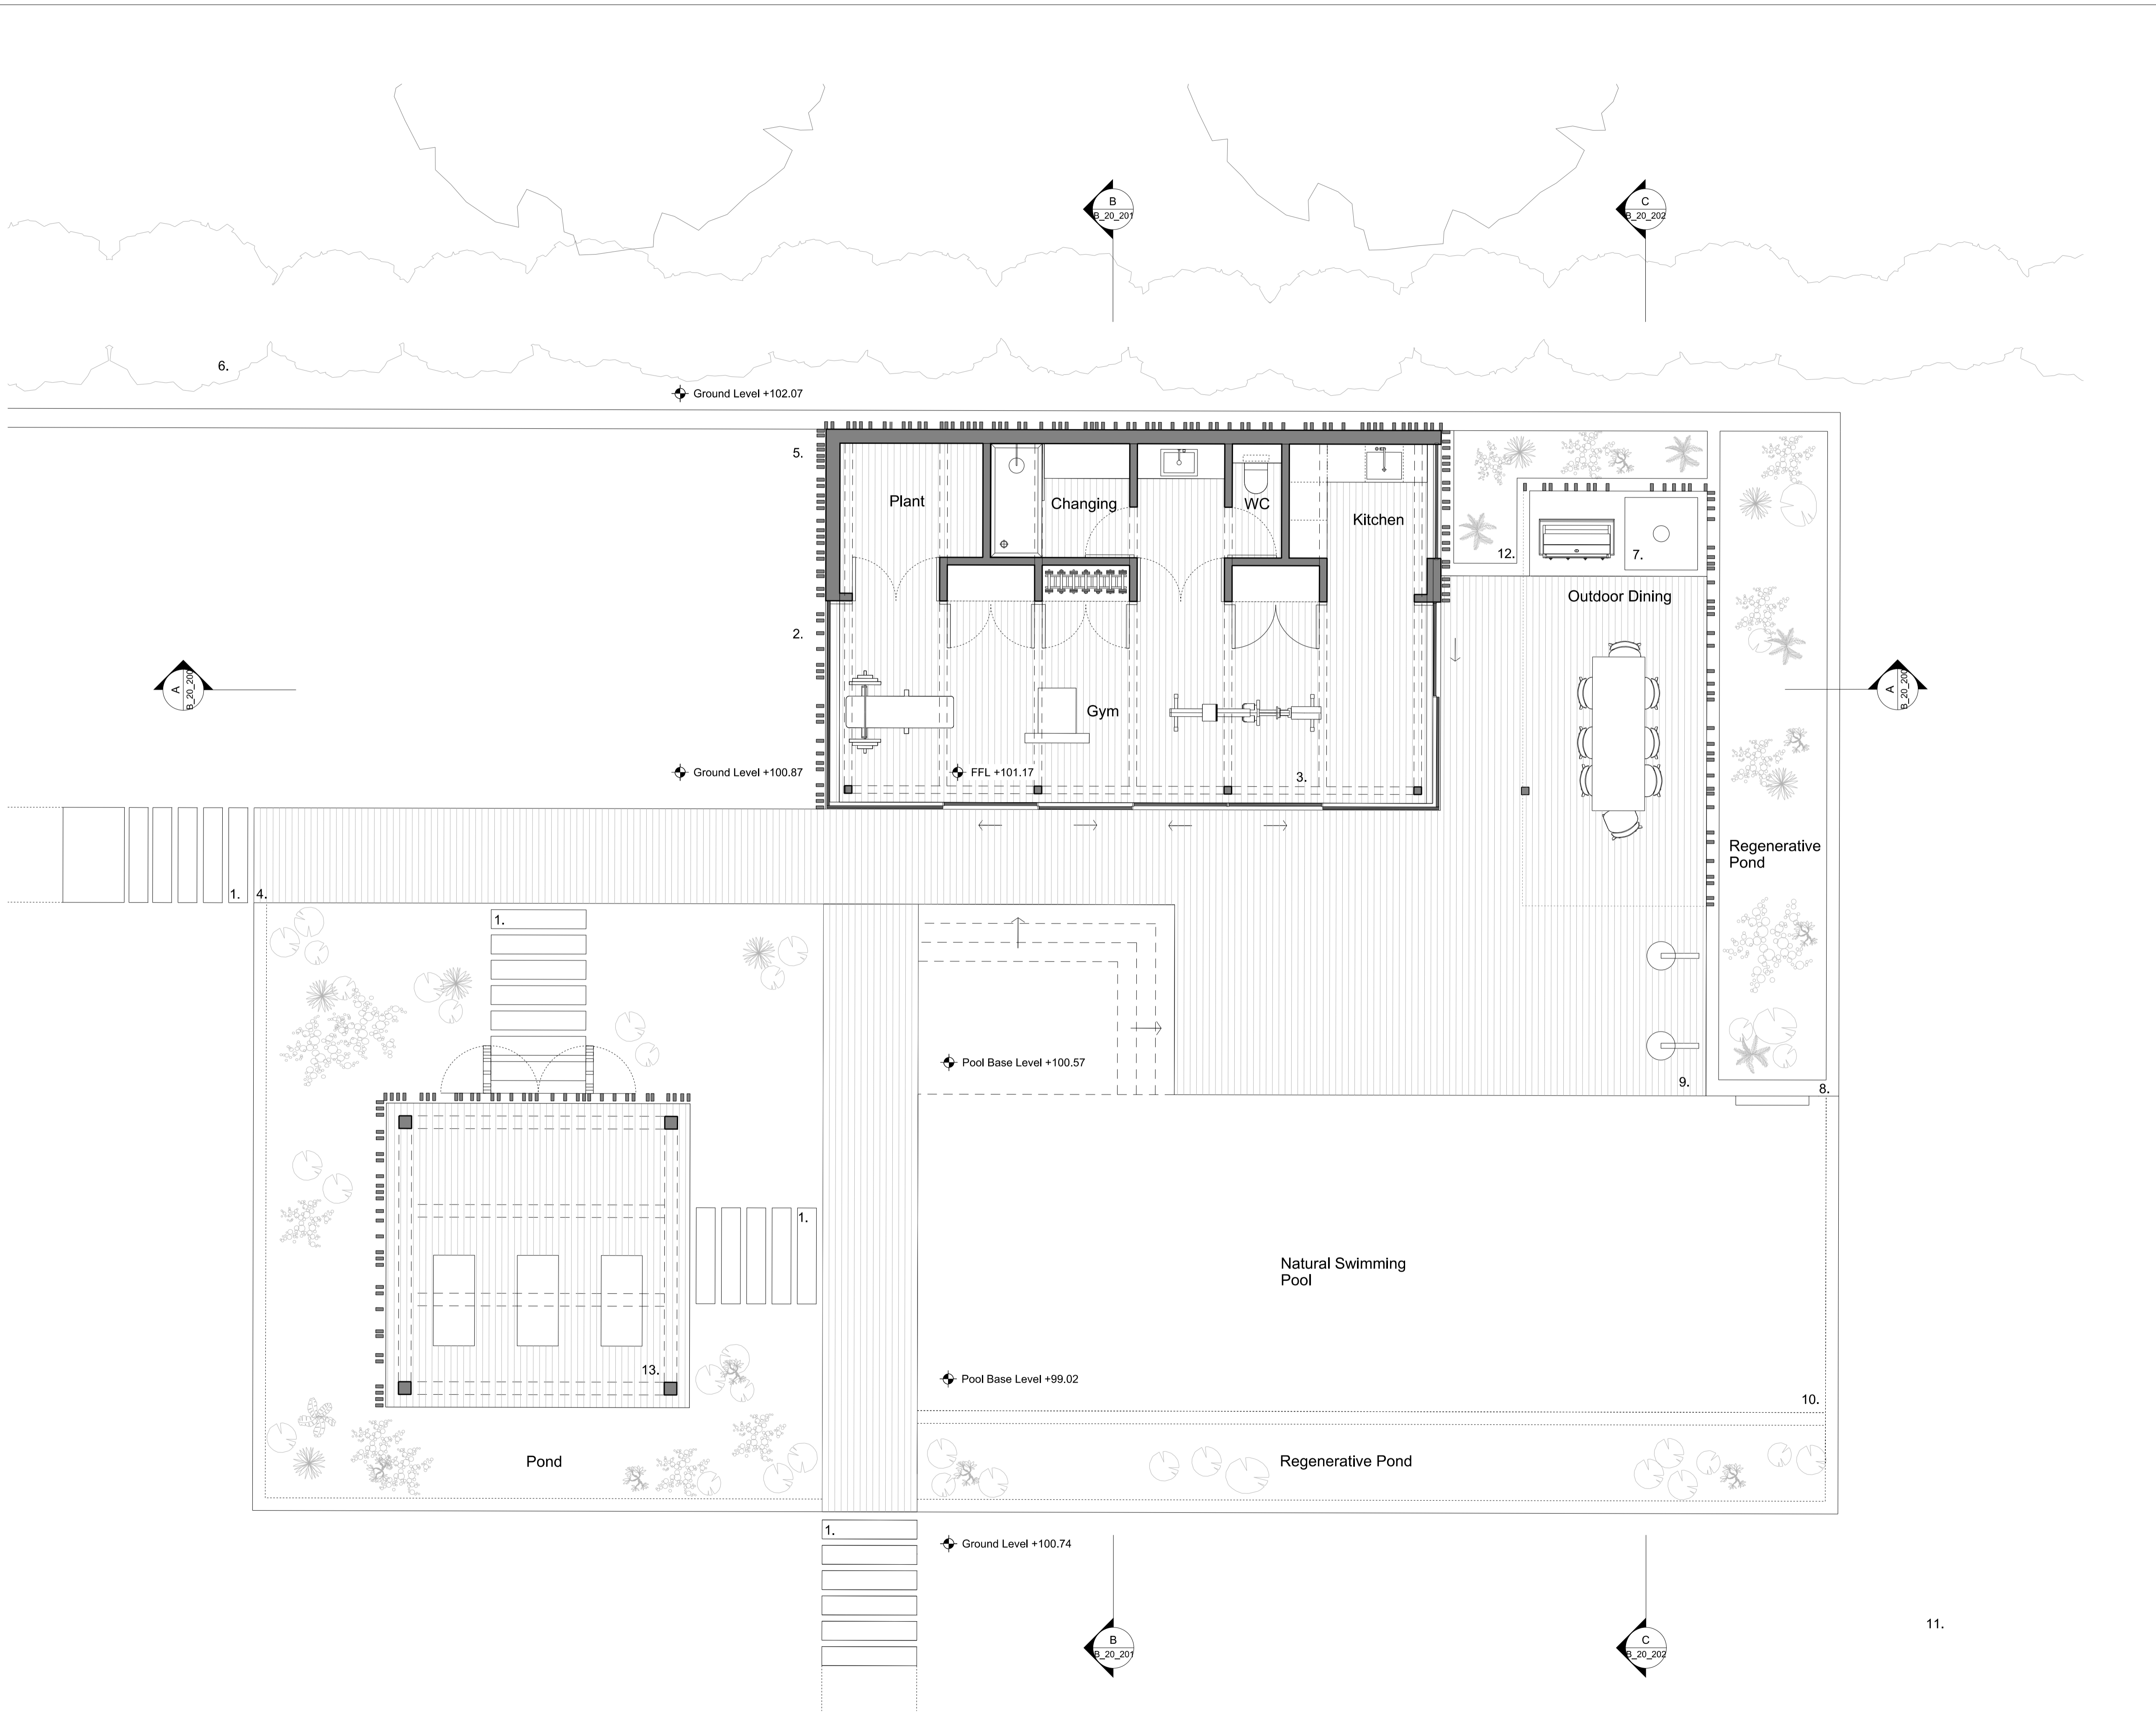 B
B_20_201
C
B_20_202
6.
Ground Level +102.07
5.
Plant
Changing
WC
Kitchen
12.
7.
Outdoor Dining
2.
A
B_20_200
Gym
A
B_20_200
Ground Level +100.87
FFL +101.17
3.
Regenerative
Pond
1.
4.
1.
Pool Base Level +100.57
9.
8.
1.
Natural Swimming
Pool
13.
Pool Base Level +99.02
10.
Pond
Regenerative Pond
1.
Ground Level +100.74
11.
B
B_20_201
C
B_20_202